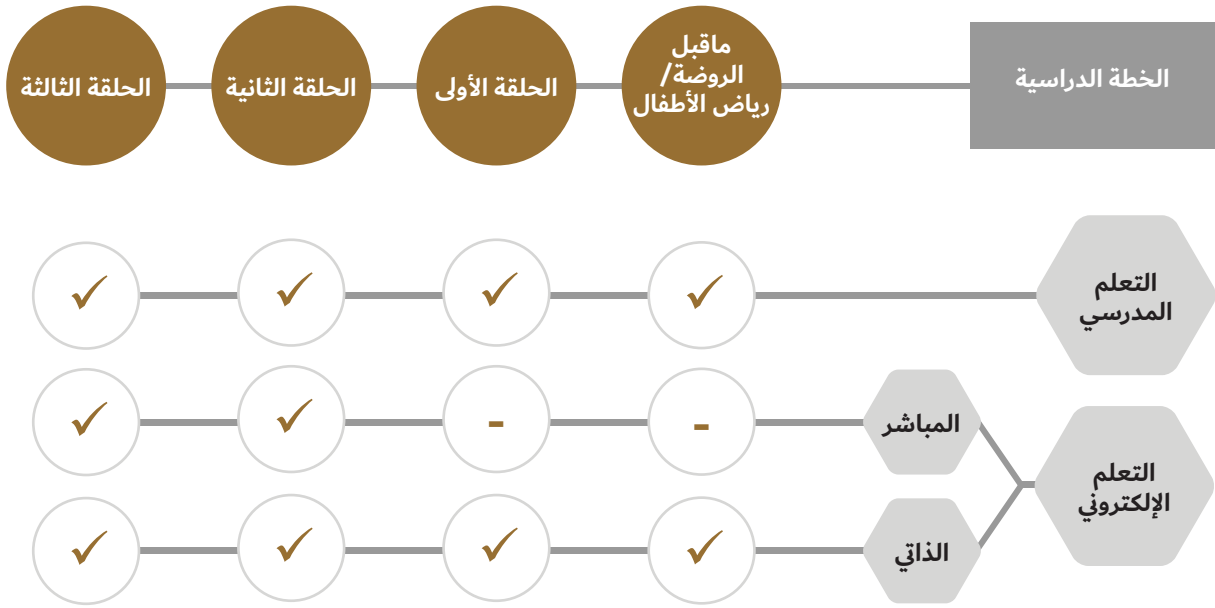 الخطة الدراسية
ماقبل
الروضة/
رياض الأطفال
الحلقة الأولى
الحلقة الثانية
الحلقة الثالثة
التعلم
المدرسي
✓ ✓ ✓ ✓
التعلم
الإلكتروني
المباشر
- - ✓ ✓
الذاتي
✓ ✓ ✓ ✓